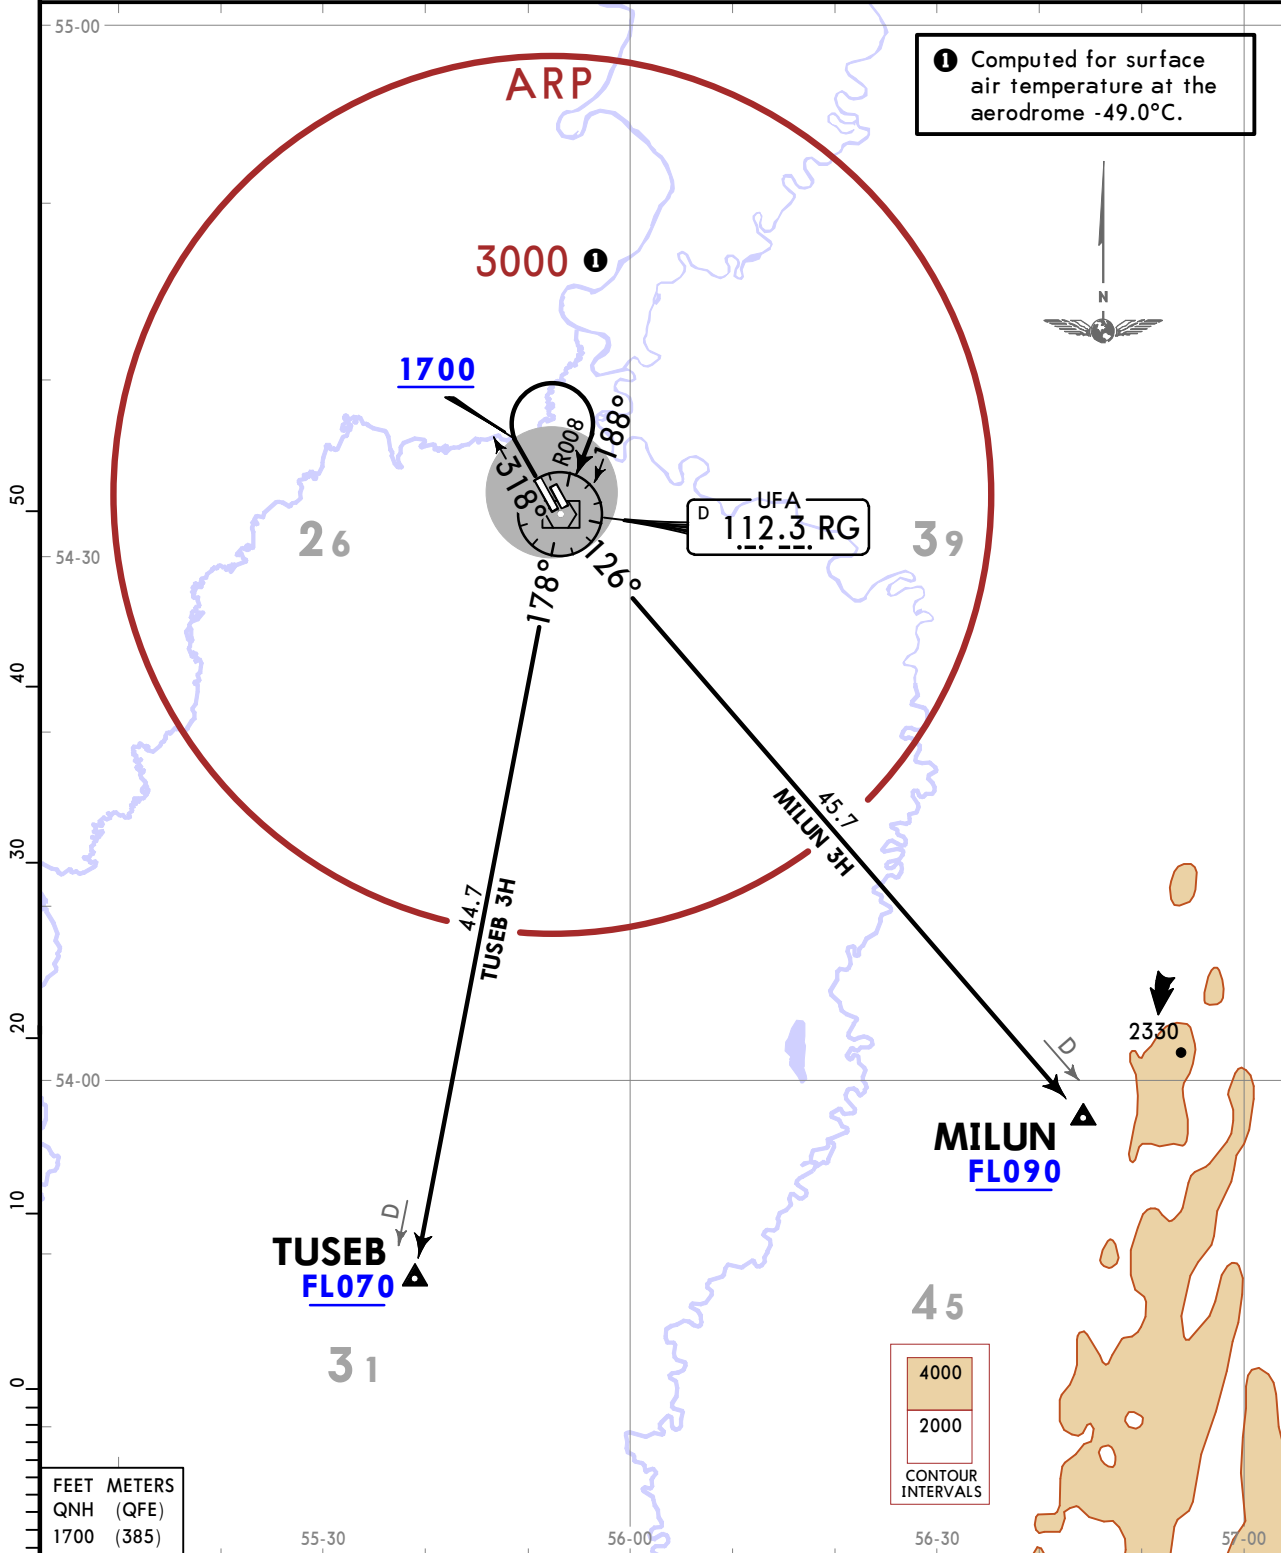 55-00
ARP
❶ Computed for surface
air temperature at the
aerodrome -49.0°C.
3000 ❶
N
1700
R008
188°
318°
50
UFA
D 112.3 RG
26
39
54-30
126°
178°
40
45.7
MILUN 3H
30
44.7
TUSEB 3H
20
2330
D
54-00
MILUN
FL090
10
D
TUSEB
FL070
45
31
0
4000
2000
CONTOUR
INTERVALS
FEET METERS
QNH (QFE)
1700 (385)
55-30
56-00
56-30
57-00